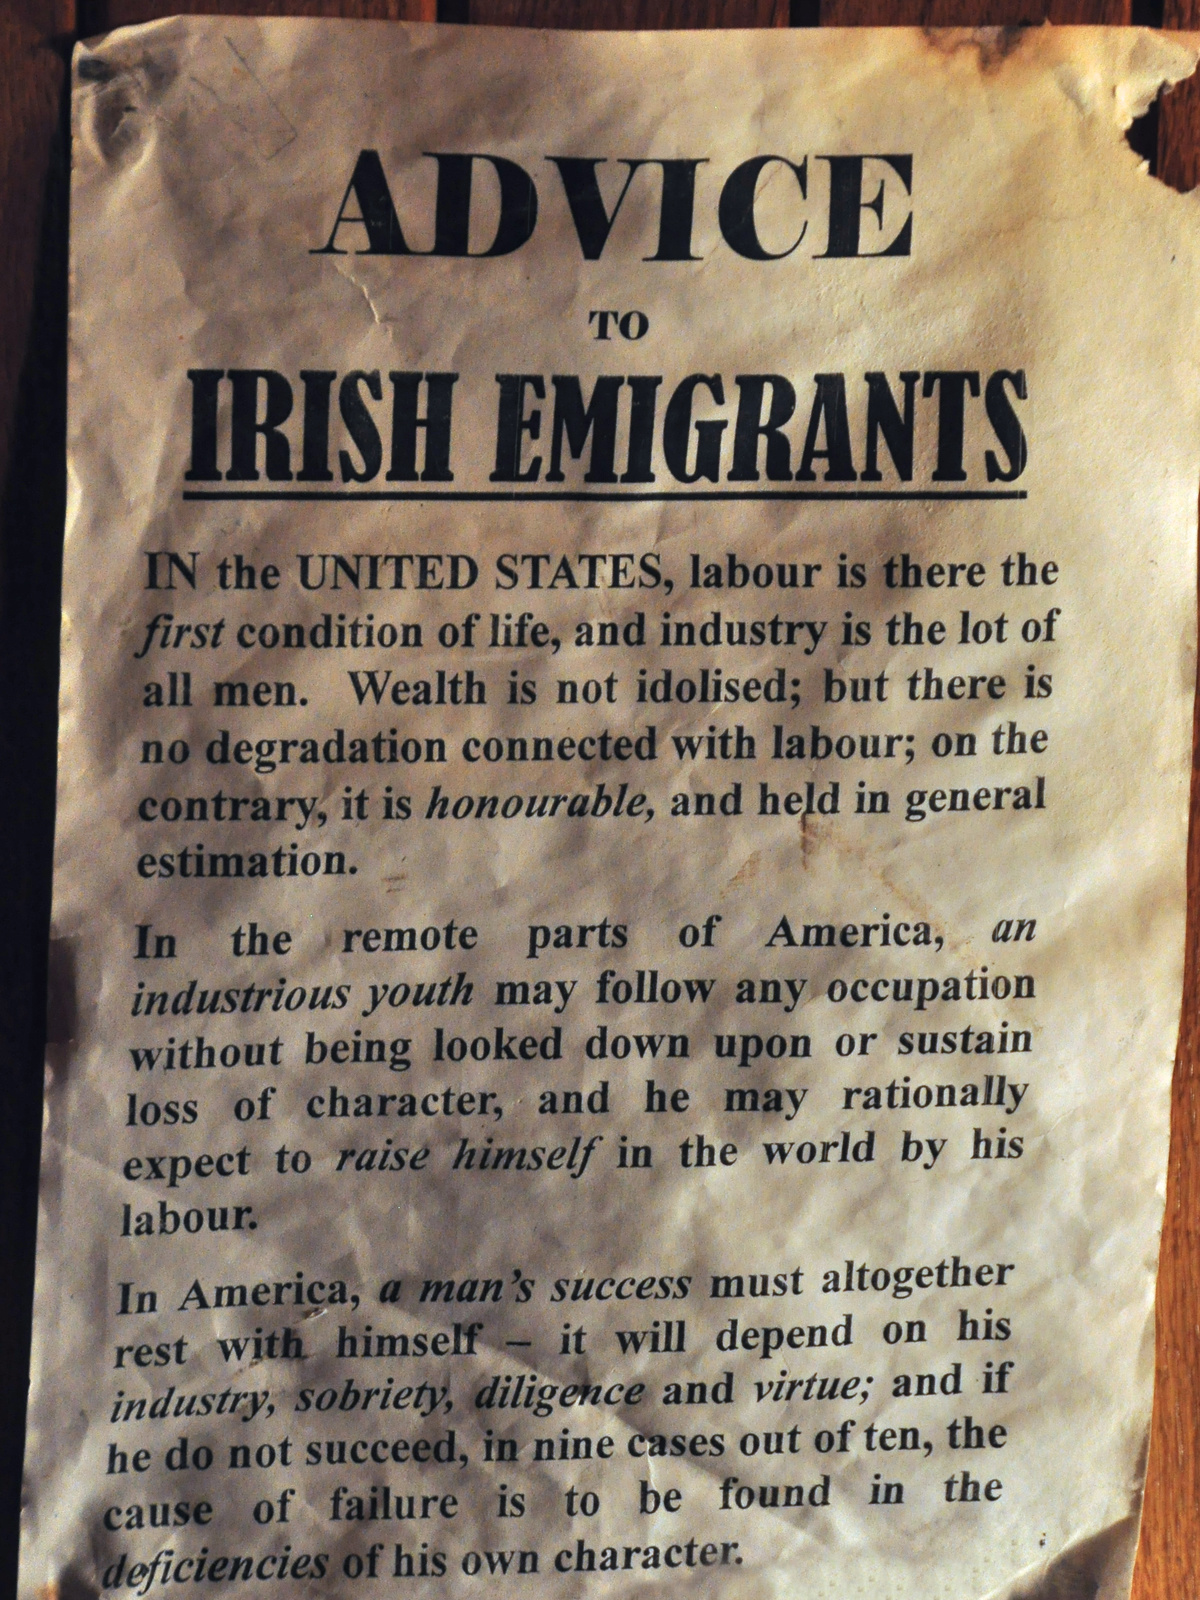 ADVICE
TO
IRISH EMIGRANTS
IN the UNITED STATES, labour is there the
first condition of life, and industry is the lot of
all men. Wealth is not idolised; but there is
no degradation connected with labour; on the
contrary, it is honourable, and held in general
estimation.
In the remote parts of America, an
industrious youth may follow any occupation
without being looked down upon or sustain
loss of character, and he may rationally
expect to raise himself in the world by his
labour.
In America, a man's success must altogether
rest with himself – it will depend on his
industry, sobriety, diligence and virtue; and if
he do not succeed, in nine cases out of ten, the
cause of failure is to be found in the
deficiencies of his own character.